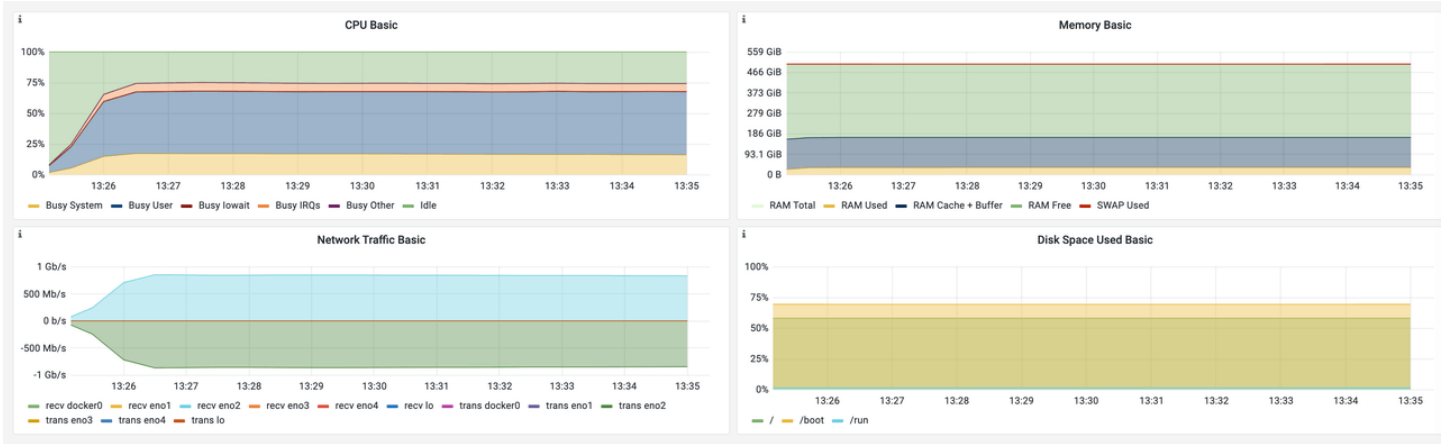 i
CPU Basic
100%
75%
50%
25%
0%
13:26 13:27 13:28 13:29 13:30 13:31 13:32 13:33 13:34 13:35
Busy System Busy User Busy Iowait Busy IRQs Busy Other Idle
i
Memory Basic
559 GiB
466 GiB
373 GiB
279 GiB
186 GiB
93.1 GiB
0 B
13:26 13:27 13:28 13:29 13:30 13:31 13:32 13:33 13:34 13:35
RAM Total RAM Used RAM Cache + Buffer RAM Free SWAP Used
i
Network Traffic Basic
1 Gb/s
500 Mb/s
0 b/s
-500 Mb/s
-1 Gb/s
13:26 13:27 13:28 13:29 13:30 13:31 13:32 13:33 13:34 13:35
recv docker0 recv eno1 recv eno2 recv eno3 recv eno4 recv lo trans docker0 trans eno1 trans eno2
trans eno3 trans eno4 trans lo
i
Disk Space Used Basic
100%
75%
50%
25%
0%
13:26 13:27 13:28 13:29 13:30 13:31 13:32 13:33 13:34 13:35
/ /boot /run